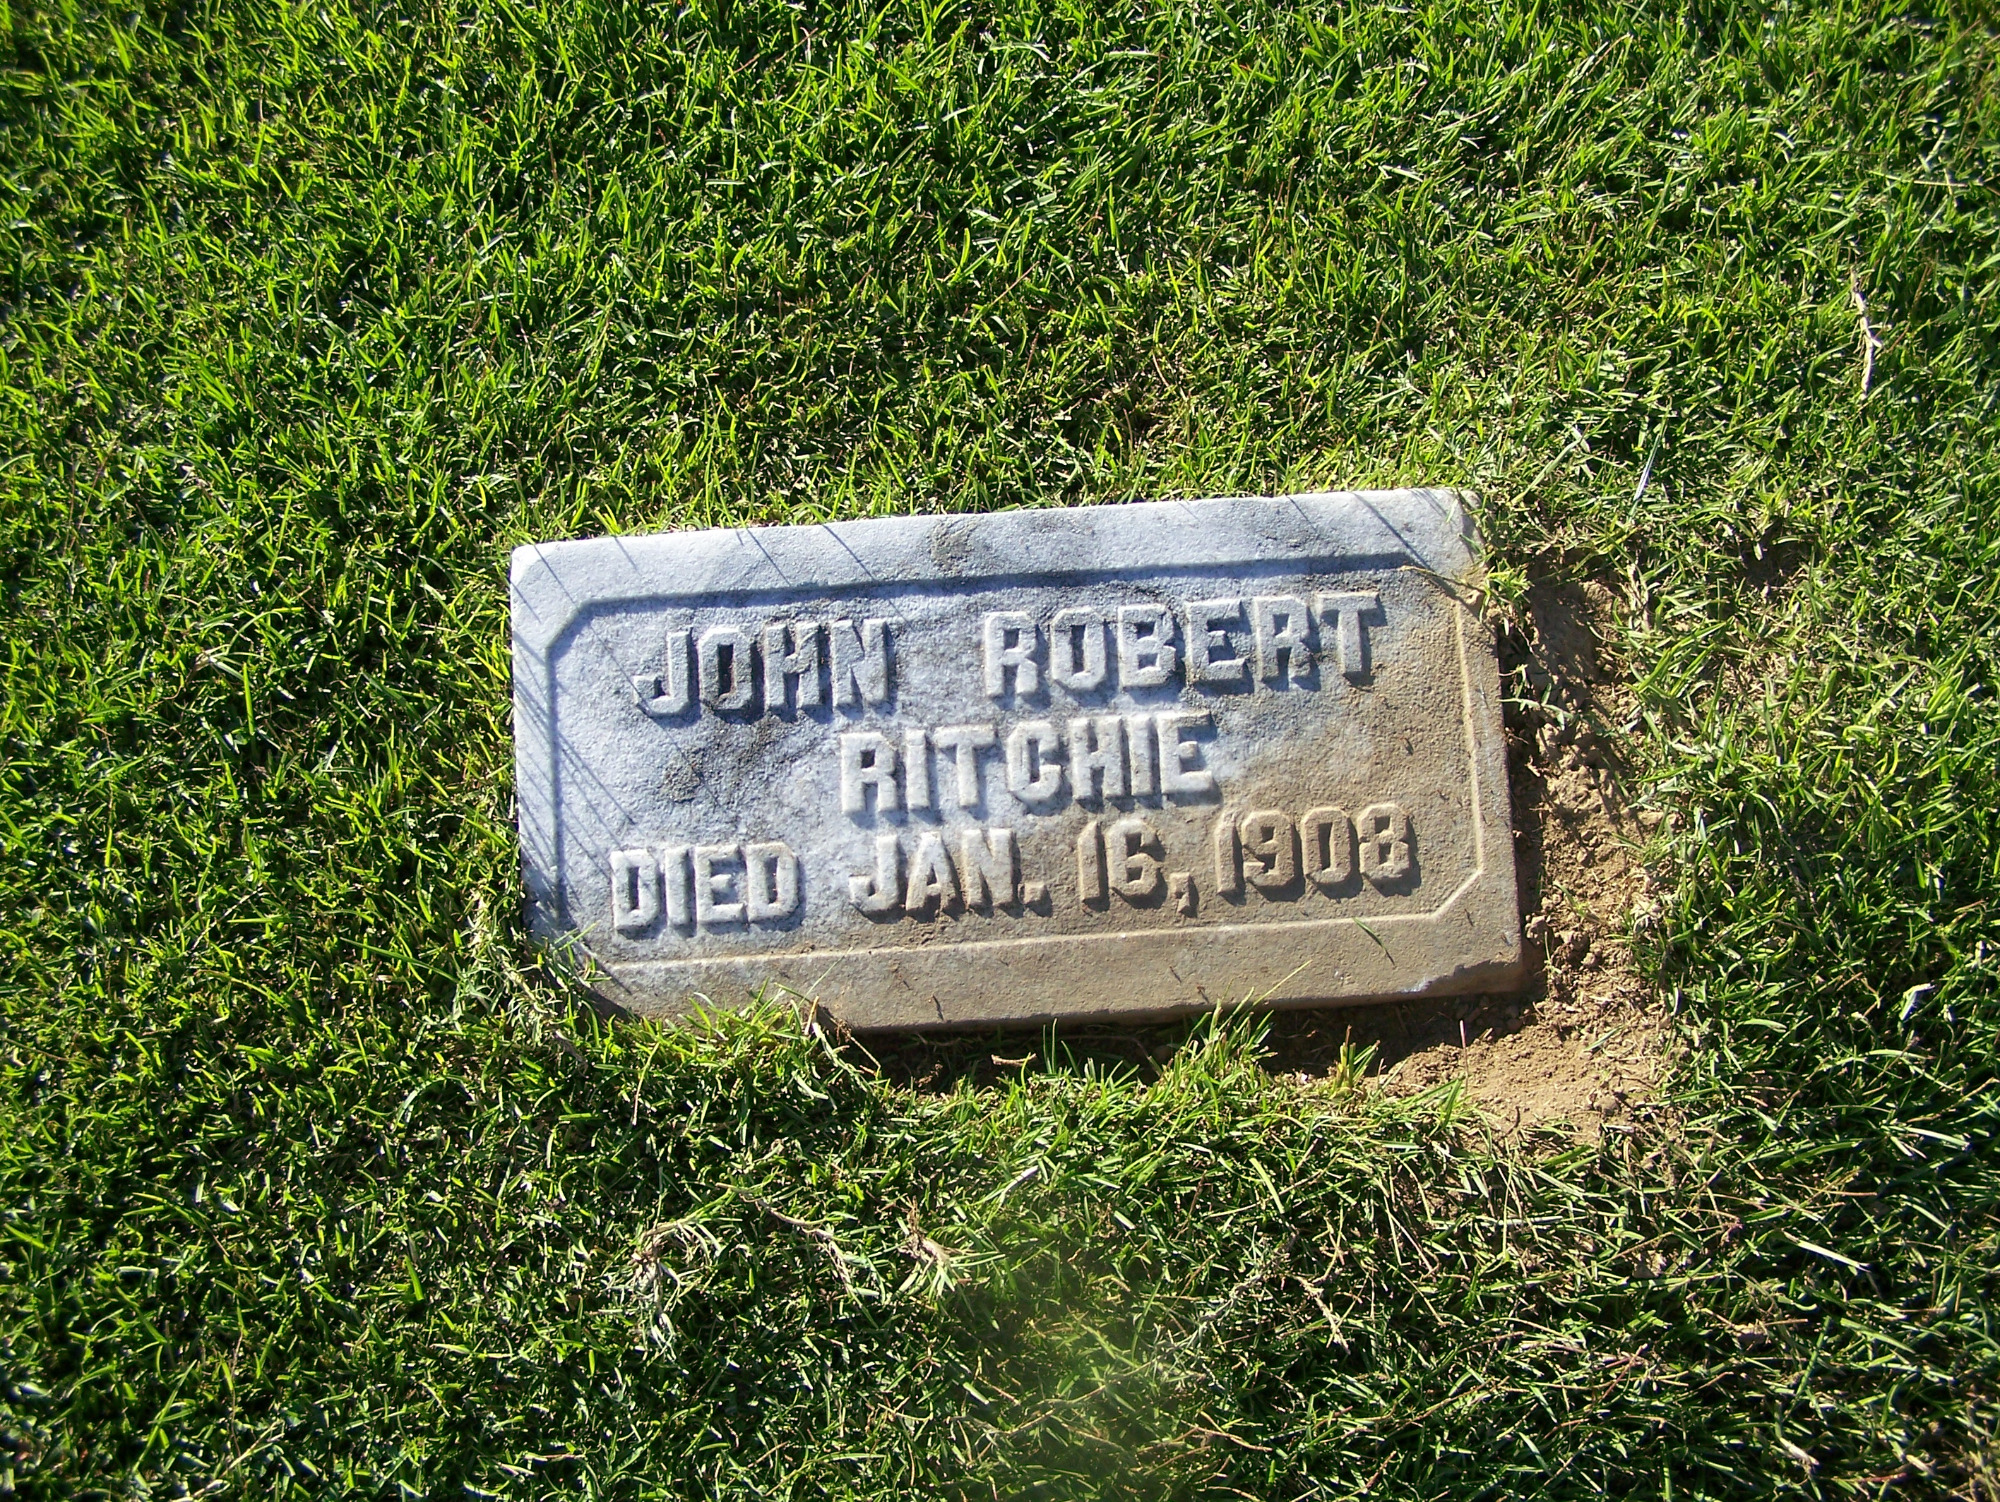 JOHN ROBERT
RITCHIE
DIED JAN. 16, 1908